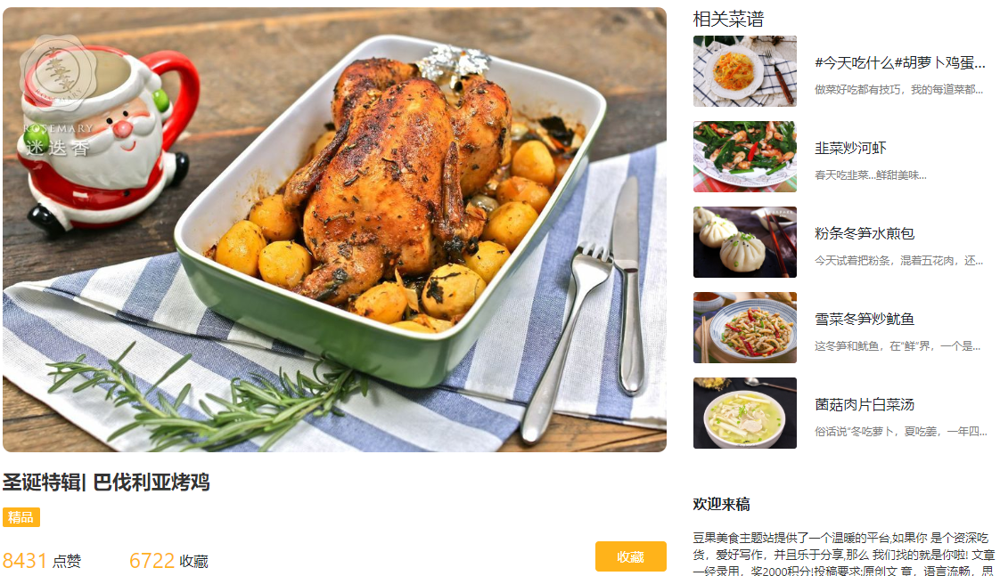 ROSEMARY
迷迭香
圣诞特辑| 巴伐利亚烤鸡
精品
8431 点赞
6722 收藏
收藏
相关菜谱
#今天吃什么#胡萝卜鸡蛋...
做菜好吃都有技巧，我的每道菜都...
韭菜炒河虾
春天吃韭菜...鲜甜美味...
粉条冬笋水煎包
今天试着把粉条，混着五花肉，还...
雪菜冬笋炒鱿鱼
这冬笋和鱿鱼，在“鲜”界，一个是...
菌菇肉片白菜汤
俗话说“冬吃萝卜，夏吃姜，一年四...
欢迎来稿
豆果美食主题站提供了一个温暖的平台,如果你 是个资深吃
货，爱好写作，并且乐于分享,那么 我们找的就是你啦! 文章
一经录用，奖2000积分!投稿要求:原创文 章，语言流畅，思